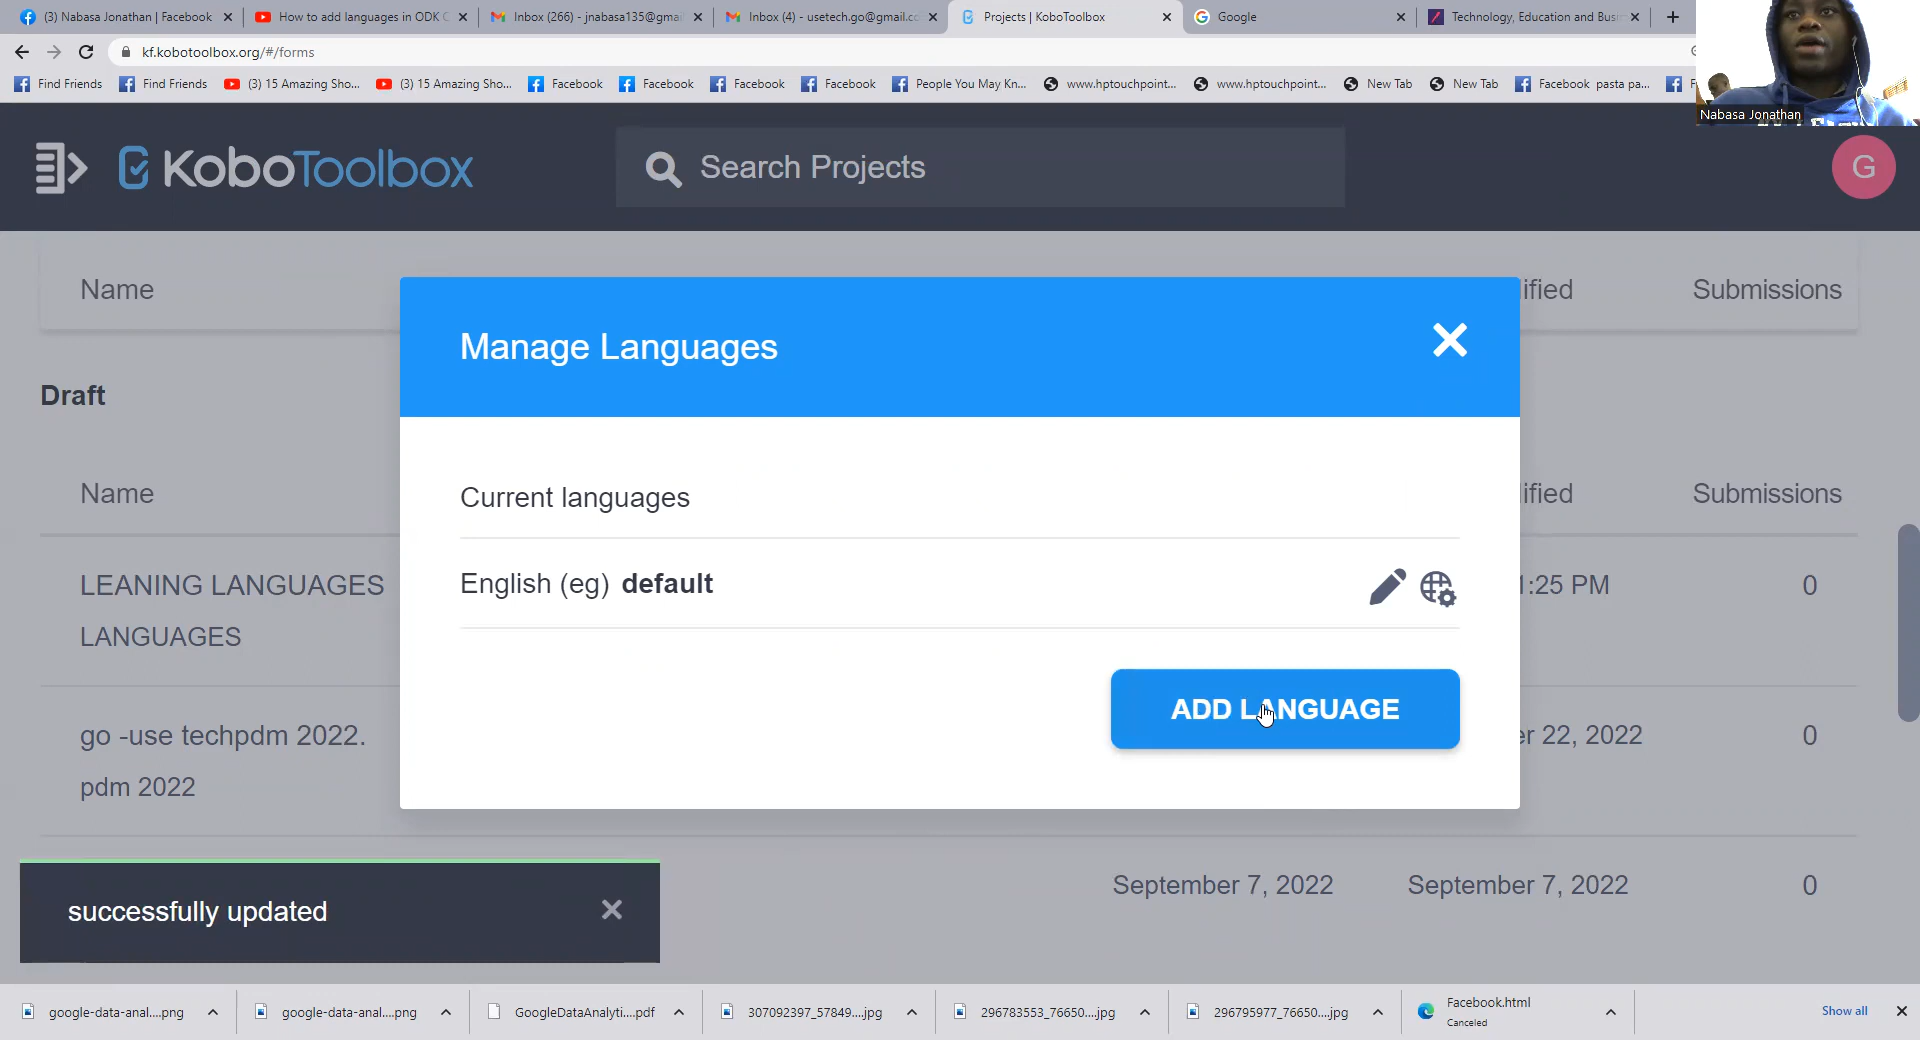 (3) Nabasa Jonathan | Facebook
How to add languages in ODK C
Inbox (266) - jnabasa135@gmai
Inbox (4) - usetech.go@gmail.co
Projects | KoboToolbox
Google
Technology, Education and Busi
kf.kobotoolbox.org/#/forms
Find Friends
Find Friends
(3) 15 Amazing Sho...
(3) 15 Amazing Sho...
Facebook
Facebook
Facebook
Facebook
People You May Kn...
www.hptouchpoint...
www.hptouchpoint...
New Tab
New Tab
Facebook pasta pa...
Nabasa Jonathan
KoboToolbox
Search Projects
G
Name
ified
Submissions
Manage Languages
Draft
Current languages
Name
ified
Submissions
English (eg) default
LEANING LANGUAGES
1:25 PM
0
LANGUAGES
ADD LANGUAGE
go -use techpdm 2022.
er 22, 2022
0
pdm 2022
September 7, 2022
September 7, 2022
0
successfully updated
google-data-anal....png
google-data-anal....png
GoogleDataAnalyti....pdf
307092397_57849....jpg
296783553_76650....jpg
296795977_76650....jpg
Facebook.html
Canceled
Show all